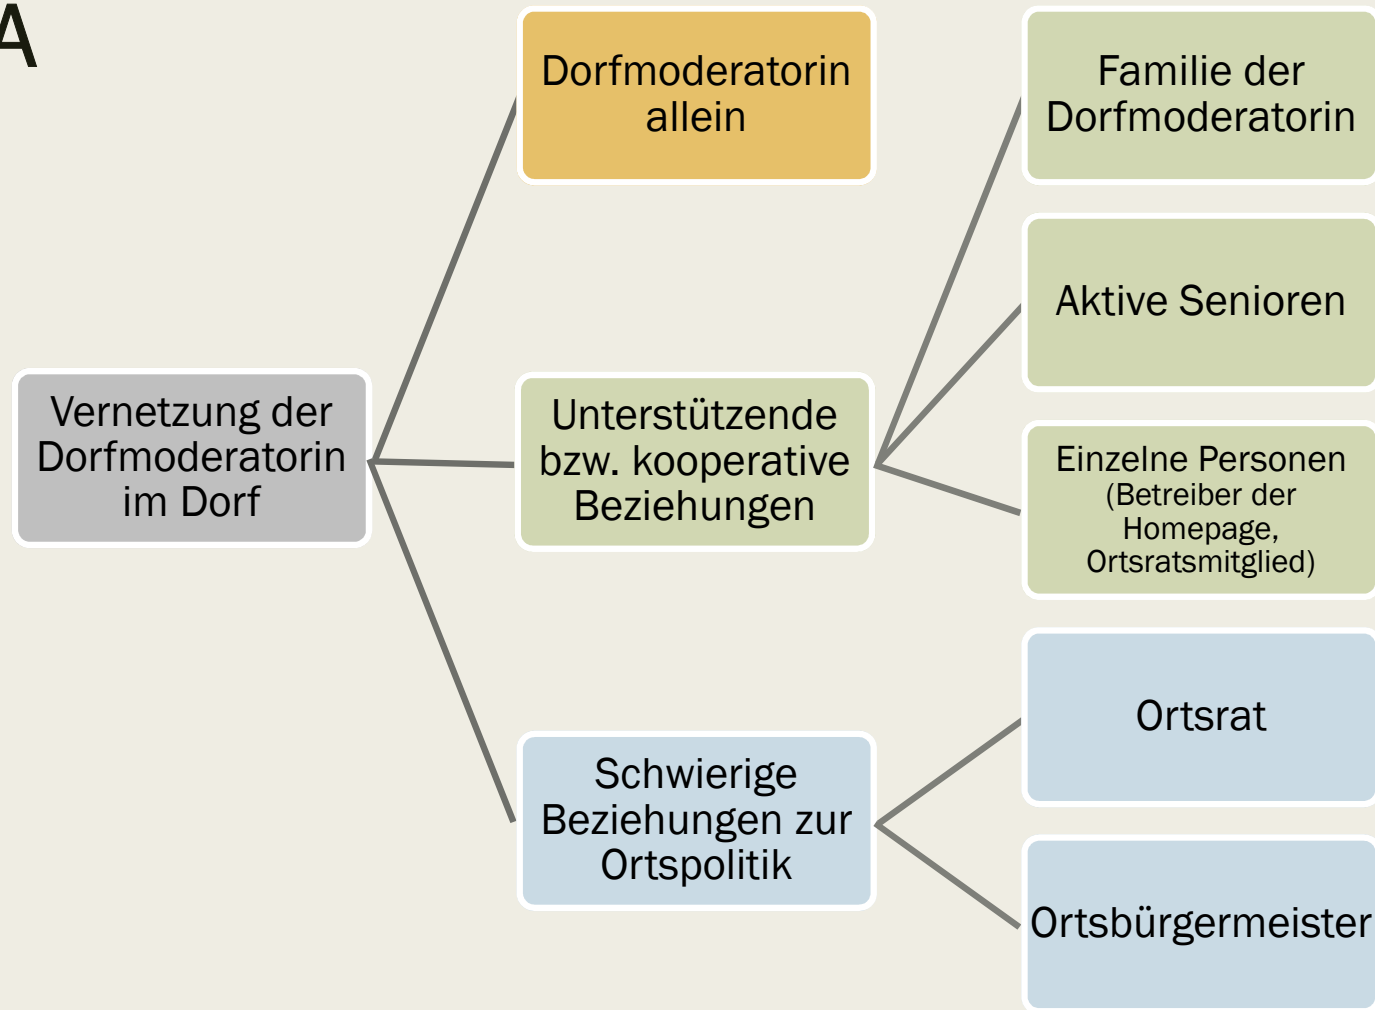 A
Dorfmoderatorin
allein
Familie der
Dorfmoderatorin
Aktive Senioren
Vernetzung der
Dorfmoderatorin
im Dorf
Unterstützende
bzw. kooperative
Beziehungen
Einzelne Personen
(Betreiber der
Homepage,
Ortsratsmitglied)
Schwierige
Beziehungen zur
Ortspolitik
Ortsrat
Ortsbürgermeister